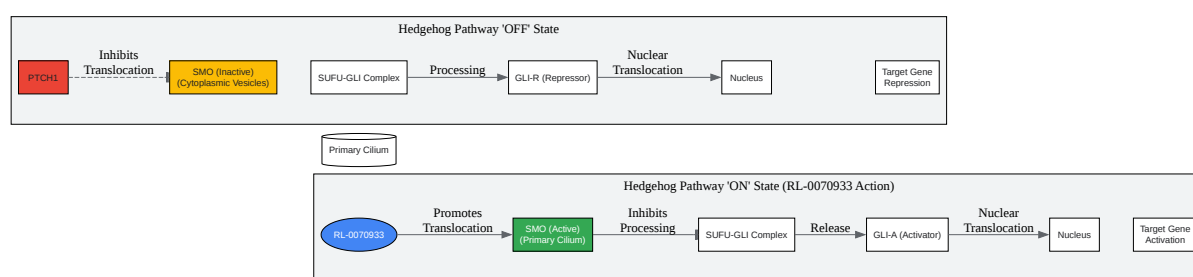 Hedgehog Pathway 'OFF' State
Inhibits
Translocation
Nuclear
Translocation
PTCH1
SMO (Inactive)
(Cytoplasmic Vesicles)
SUFU-GLI Complex
Processing
GLI-R (Repressor)
Nucleus
Target Gene
Repression
Primary Cilium
Hedgehog Pathway 'ON' State (RL-0070933 Action)
Promotes
Translocation
Inhibits
Processing
Nuclear
Translocation
RL-0070933
SMO (Active)
(Primary Cilium)
SUFU-GLI Complex
Release
GLI-A (Activator)
Nucleus
Target Gene
Activation